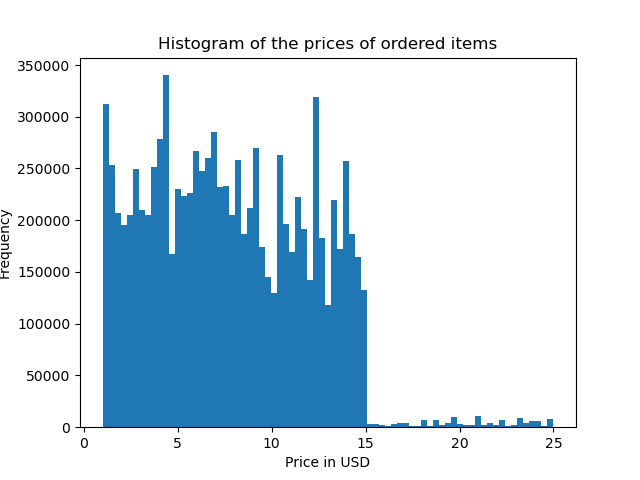 Histogram of the prices of ordered items
350000
300000
250000
200000
150000
100000
50000
0
Frequency
0 5 10 15 20 25
Price in USD